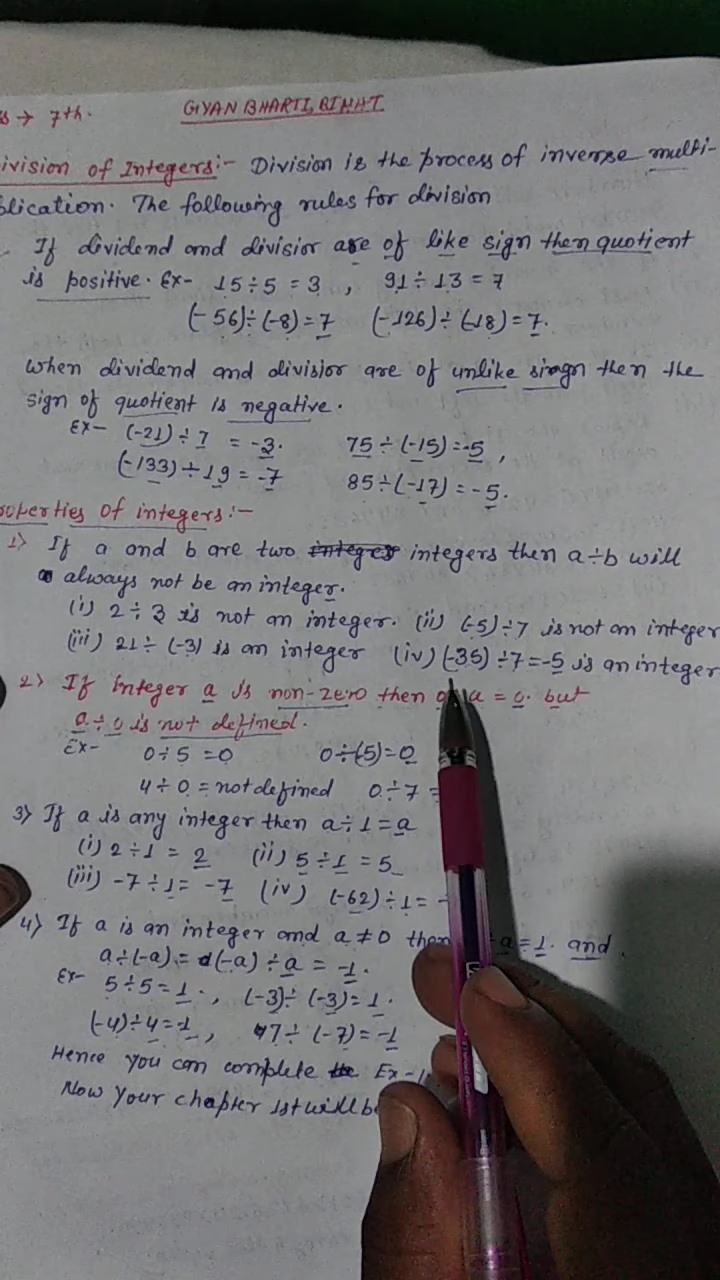 s → 7th. GYAN BHARTI, BIHAT
ivision of Integers:- Division is the process of inverse multi-
blication. The following rules for division
If dividend and divisior are of like sign then quotient
is positive. Ex- 15÷5 = 3 , 91÷13 = 7
(-56)÷(-8)=7 (-126)÷(-18)=7.
when dividend and divisior are of unlike singn then the
sign of quotient is negative.
Ex- (-21)÷7 = -3. 75÷(-15)=-5,
(-133)÷19=-7 85÷(-17)=-5.
roperties of integers:-
1) If a and b are two integers then a÷b will
always not be an integer.
(i) 2÷3 is not an integer. (ii) (-5)÷7 is not an integer
(iii) 21÷(-3) is an integer (iv) (-35)÷7=-5 is an integer
2) If integer a is non-zero then a = 0. but
a÷0 is not defined.
Ex- 0÷5 =0 0÷(-5)=0
4÷0 = not defined 0÷7 =
3) If a is any integer then a÷1=a
(i) 2÷1 = 2 (ii) 5÷1 = 5
(iii) -7÷1= -7 (iv) (-62)÷1=-
4) If a is an integer and a≠0 then ÷a=1. and.
a÷(-a) = (-a)÷a = -1.
Ex- 5÷5=1., (-3)÷(-3)=1.
(-4)÷4=-1, 7÷(-7)=-1
Hence you can complete Ex-1
Now your chapter 1st will b